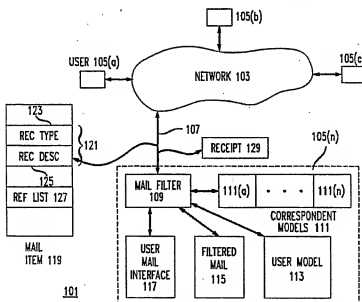 105(b)
USER 105(a)
105(c)
NETWORK 103
123
REC TYPE
121
REC DESC
125
REF LIST 127
MAIL
ITEM 119
107
RECEIPT 129
105(n)
MAIL FILTER
109
111(a)
. . .
111(n)
CORRESPONDENT
MODELS 111
USER
MAIL
INTERFACE
117
FILTERED
MAIL
115
USER MODEL
113
101